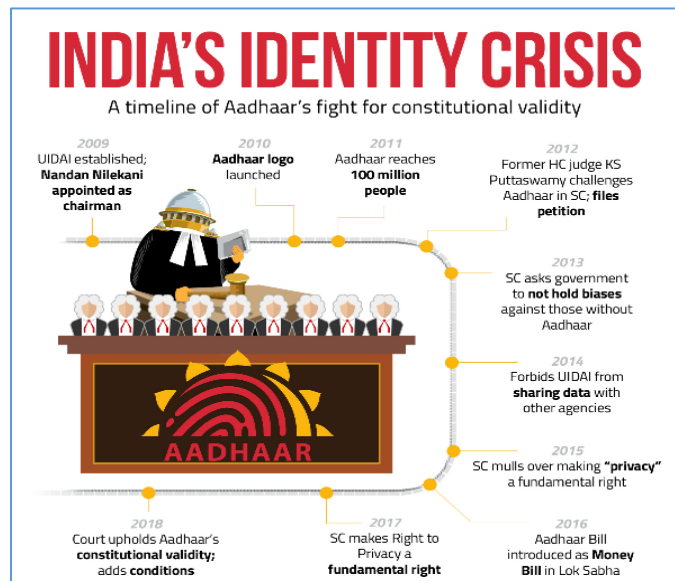 INDIA'S IDENTITY CRISIS
A timeline of Aadhaar's fight for constitutional validity
2009
UIDAI established;
Nandan Nilekani
appointed as
chairman
2010
Aadhaar logo
launched
2011
Aadhaar reaches
100 million
people
2012
Former HC judge KS
Puttaswamy challenges
Aadhaar in SC; files
petition
2013
SC asks government
to not hold biases
against those without
Aadhaar
2014
Forbids UIDAI from
sharing data with
other agencies
2015
SC mulls over making "privacy"
a fundamental right
2016
Aadhaar Bill
introduced as Money
Bill in Lok Sabha
2017
SC makes Right to
Privacy a
fundamental right
2018
Court upholds Aadhaar's
constitutional validity;
adds conditions
AADHAAR